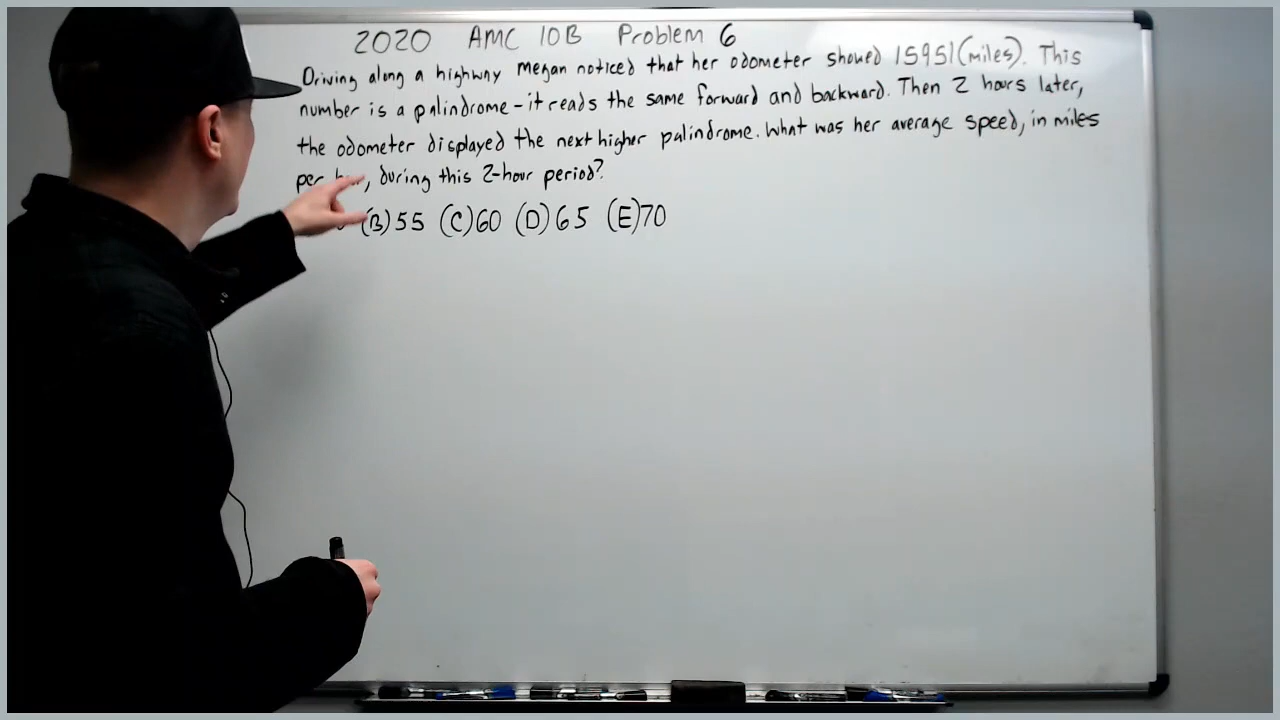 2020 AMC 10B Problem 6
Driving along a highway Megan noticed that her odometer showed 15951 (miles). This
number is a palindrome - it reads the same forward and backward. Then 2 hours later,
the odometer displayed the next higher palindrome. What was her average speed, in miles
per , during this 2-hour period?
(B) 55 (C) 60 (D) 65 (E) 70